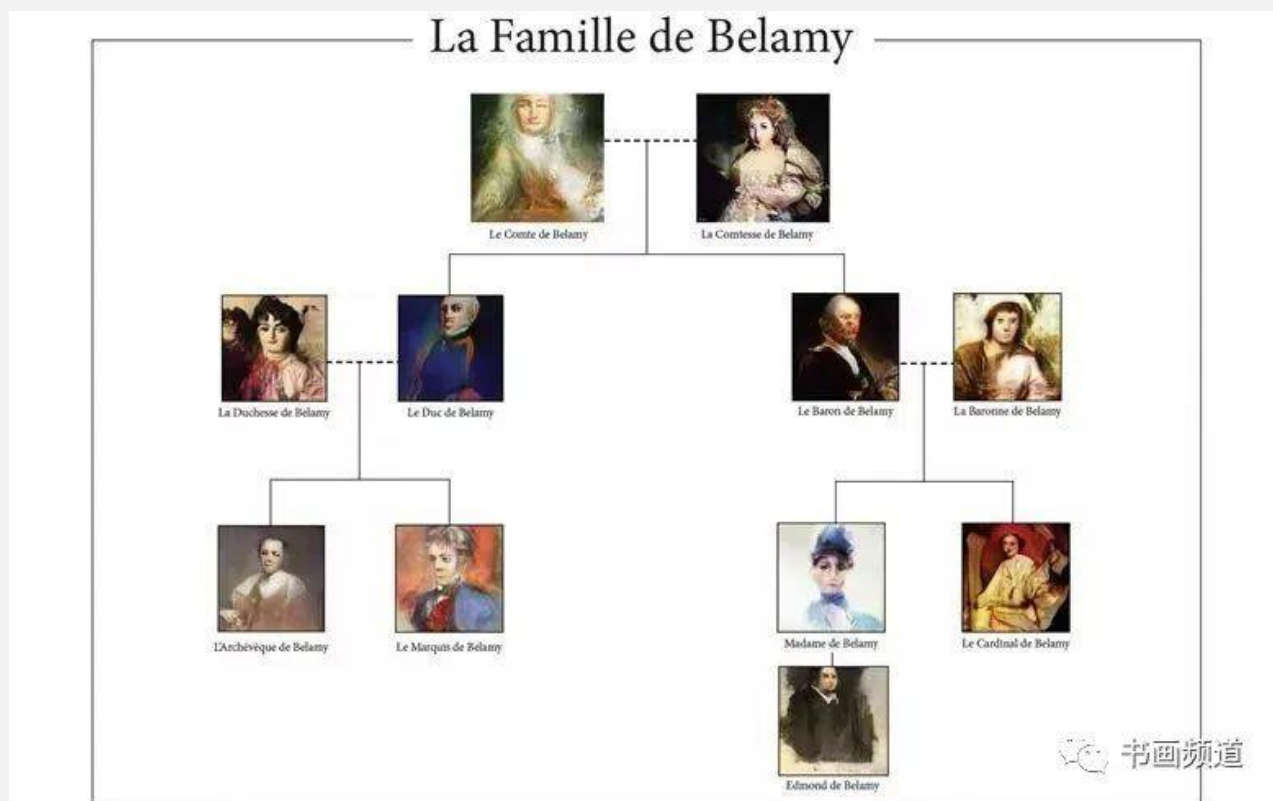 La Famille de Belamy
Le Comte de Belamy
La Comtesse de Belamy
La Duchesse de Belamy
Le Duc de Belamy
Le Baron de Belamy
La Baronne de Belamy
L'Archevêque de Belamy
Le Marquis de Belamy
Madame de Belamy
Le Cardinal de Belamy
Edmond de Belamy
书画频道